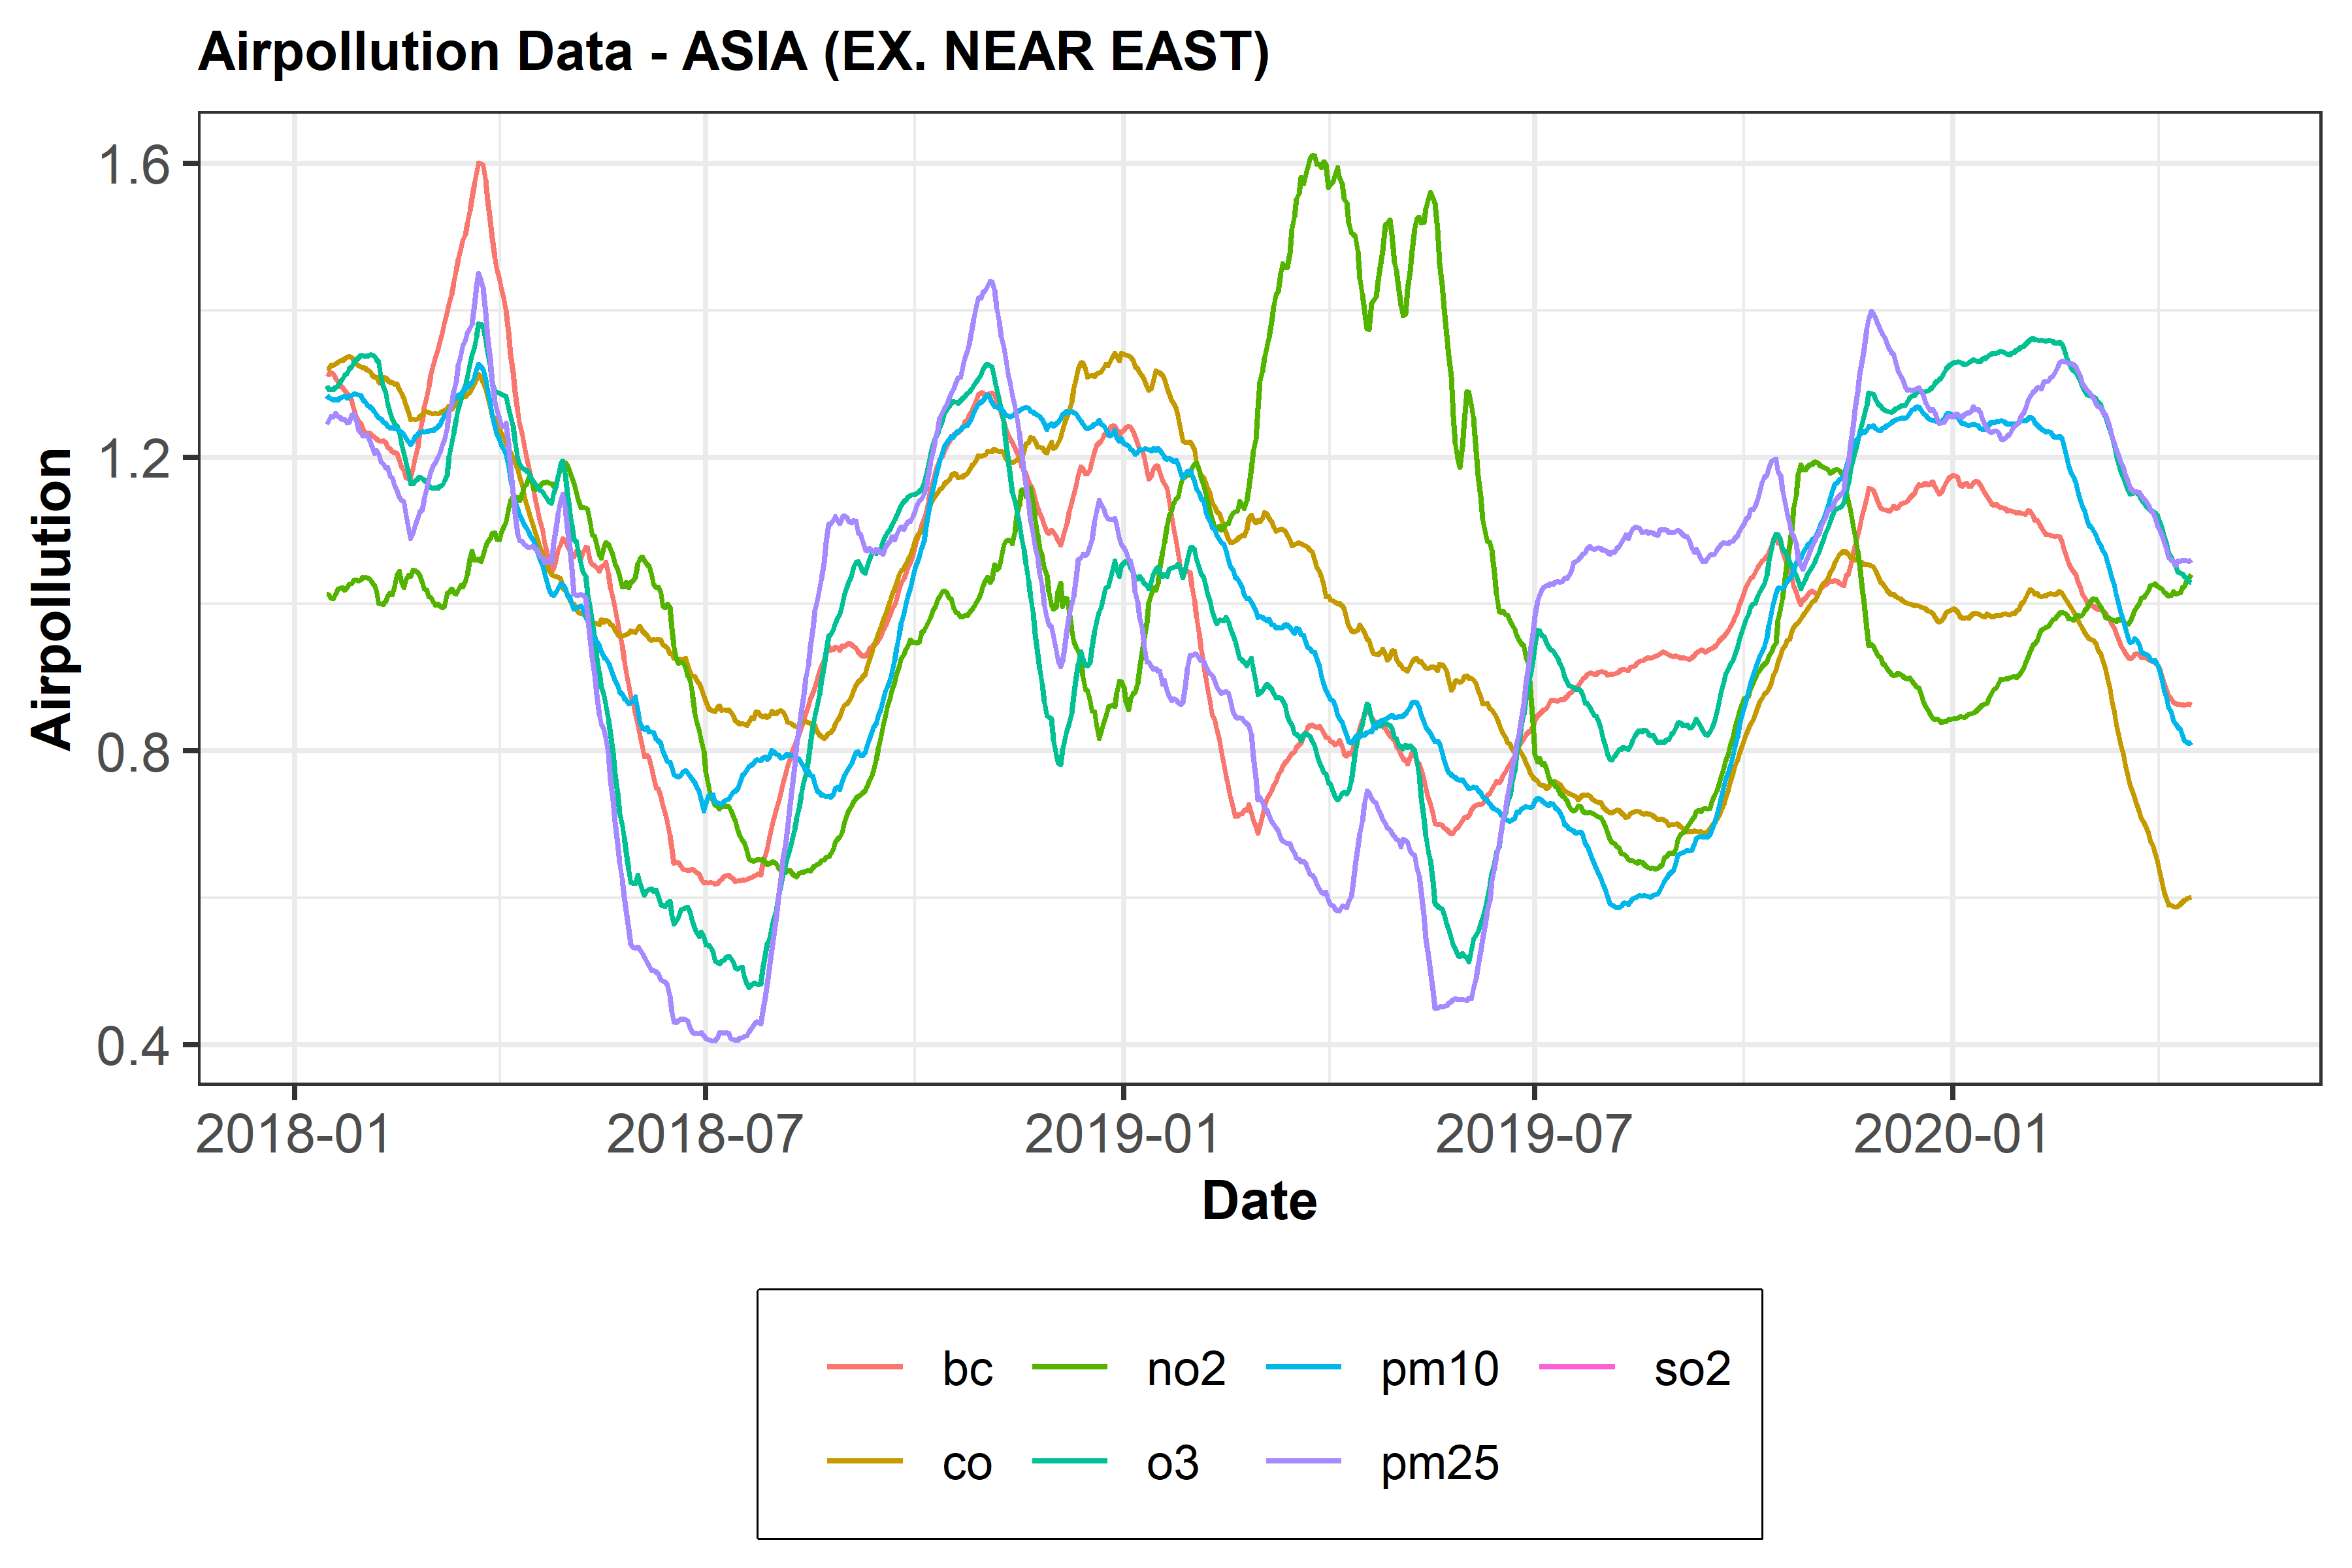 Airpollution Data - ASIA (EX. NEAR EAST)
1.6
1.2
0.8
0.4
Airpollution
2018-01 2018-07 2019-01 2019-07 2020-01
Date
bc no2 pm10 so2
co o3 pm25